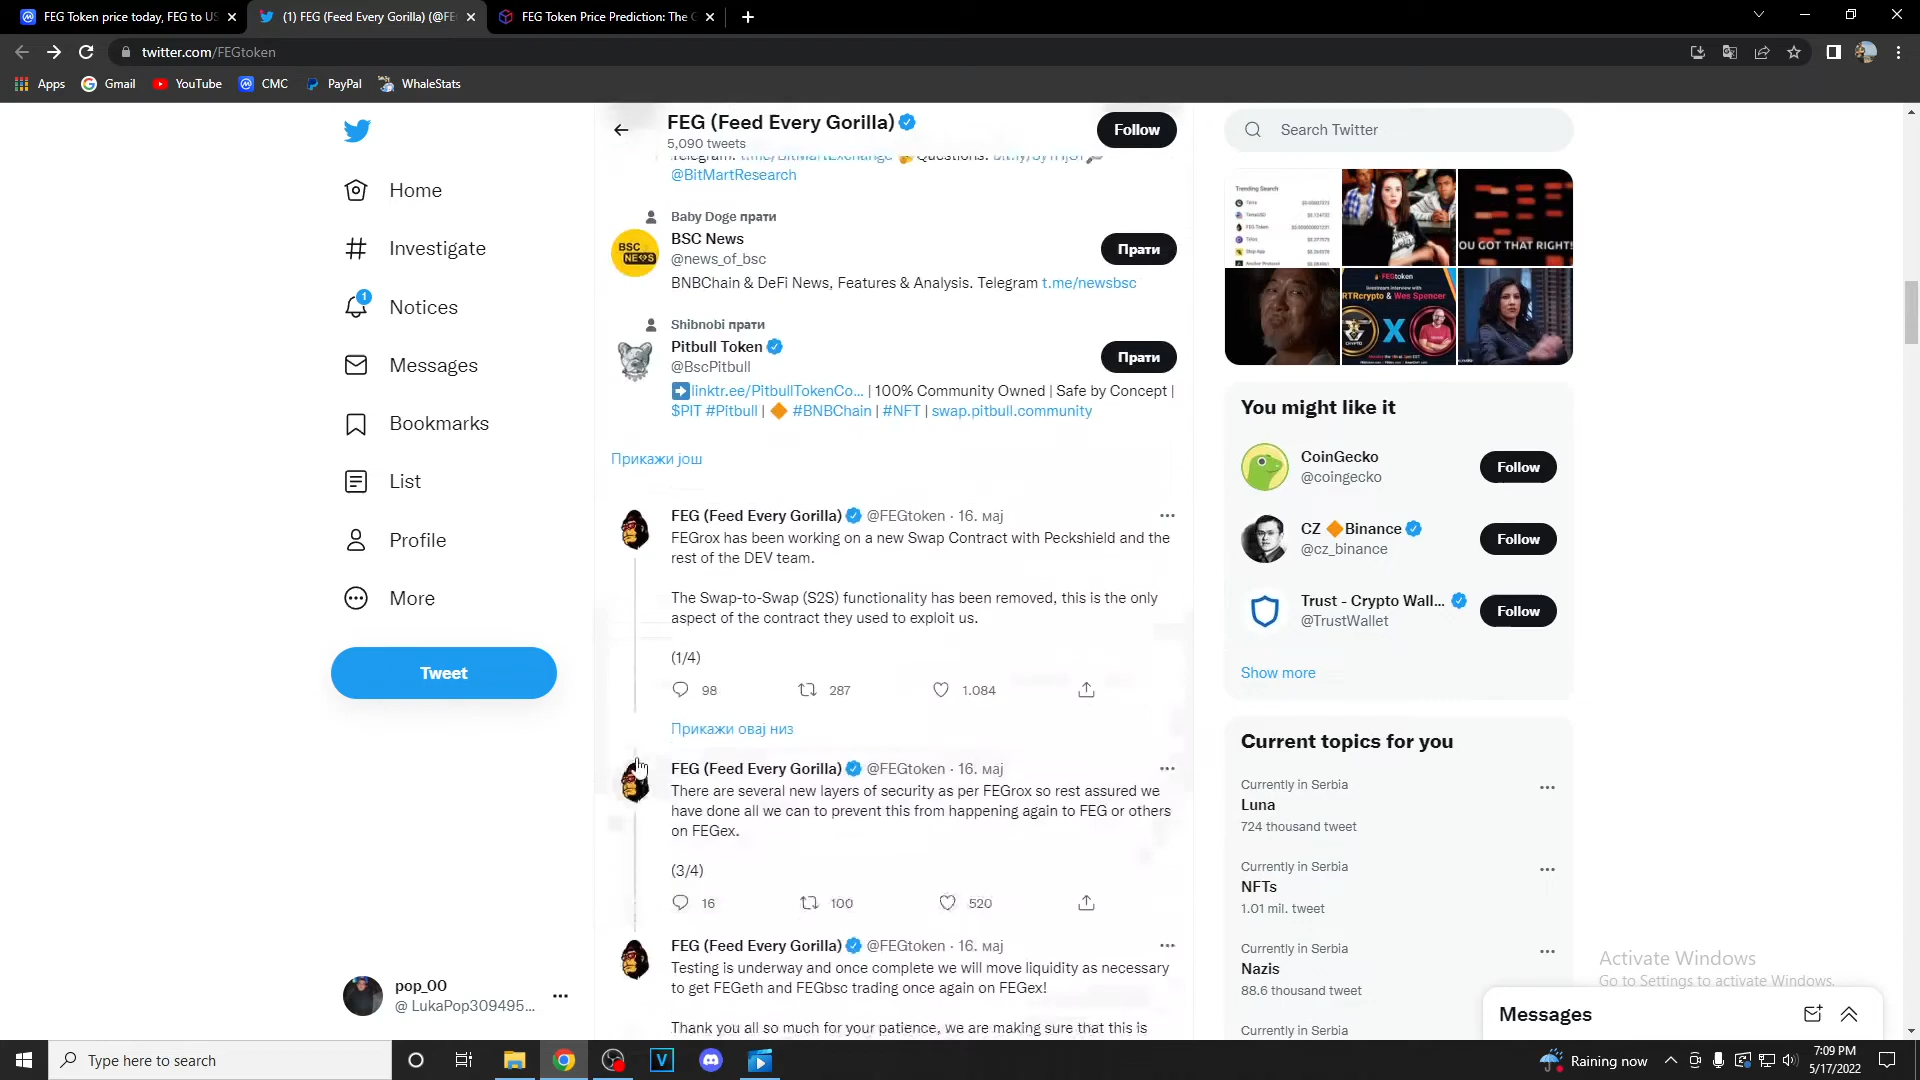 FEG Token price today, FEG to US
(1) FEG (Feed Every Gorilla) (@FE
FEG Token Price Prediction: The G
twitter.com/FEGtoken
Apps
Gmail
YouTube
CMC
PayPal
WhaleStats
Home
Investigate
1
Notices
Messages
Bookmarks
List
Profile
More
Tweet
pop_00
@LukaPop309495...
FEG (Feed Every Gorilla)
5,090 tweets
Follow
@BitMartResearch
Baby Doge прати
BSC NEWS
BSC News
@news_of_bsc
Прати
BNBChain & DeFi News, Features & Analysis. Telegram t.me/newsbsc
Shibnobi прати
Pitbull Token
@BscPitbull
Прати
linktr.ee/PitbullTokenCo... | 100% Community Owned | Safe by Concept |
$PIT #Pitbull | #BNBChain | #NFT | swap.pitbull.community
Прикажи још
FEG (Feed Every Gorilla) @FEGtoken · 16. мај
FEGrox has been working on a new Swap Contract with Peckshield and the
rest of the DEV team.
The Swap-to-Swap (S2S) functionality has been removed, this is the only
aspect of the contract they used to exploit us.
(1/4)
98 287 1.084
Прикажи овај низ
FEG (Feed Every Gorilla) @FEGtoken · 16. мај
There are several new layers of security as per FEGrox so rest assured we
have done all we can to prevent this from happening again to FEG or others
on FEGex.
(3/4)
16 100 520
FEG (Feed Every Gorilla) @FEGtoken · 16. мај
Testing is underway and once complete we will move liquidity as necessary
to get FEGeth and FEGbsc trading once again on FEGex!
Thank you all so much for your patience, we are making sure that this is
Search Twitter
Trending Search
OU GOT THAT RIGHT!
FEGtoken
RTRcrypto & Wes Spencer
X
You might like it
CoinGecko
@coingecko
Follow
CZ Binance
@cz_binance
Follow
Trust - Crypto Wall...
@TrustWallet
Follow
Show more
Current topics for you
Currently in Serbia
Luna
724 thousand tweet
Currently in Serbia
NFTs
1.01 mil. tweet
Currently in Serbia
Nazis
88.6 thousand tweet
Currently in Serbia
Activate Windows
Go to Settings to activate Windows.
Messages
Type here to search
Raining now
7:09 PM
5/17/2022